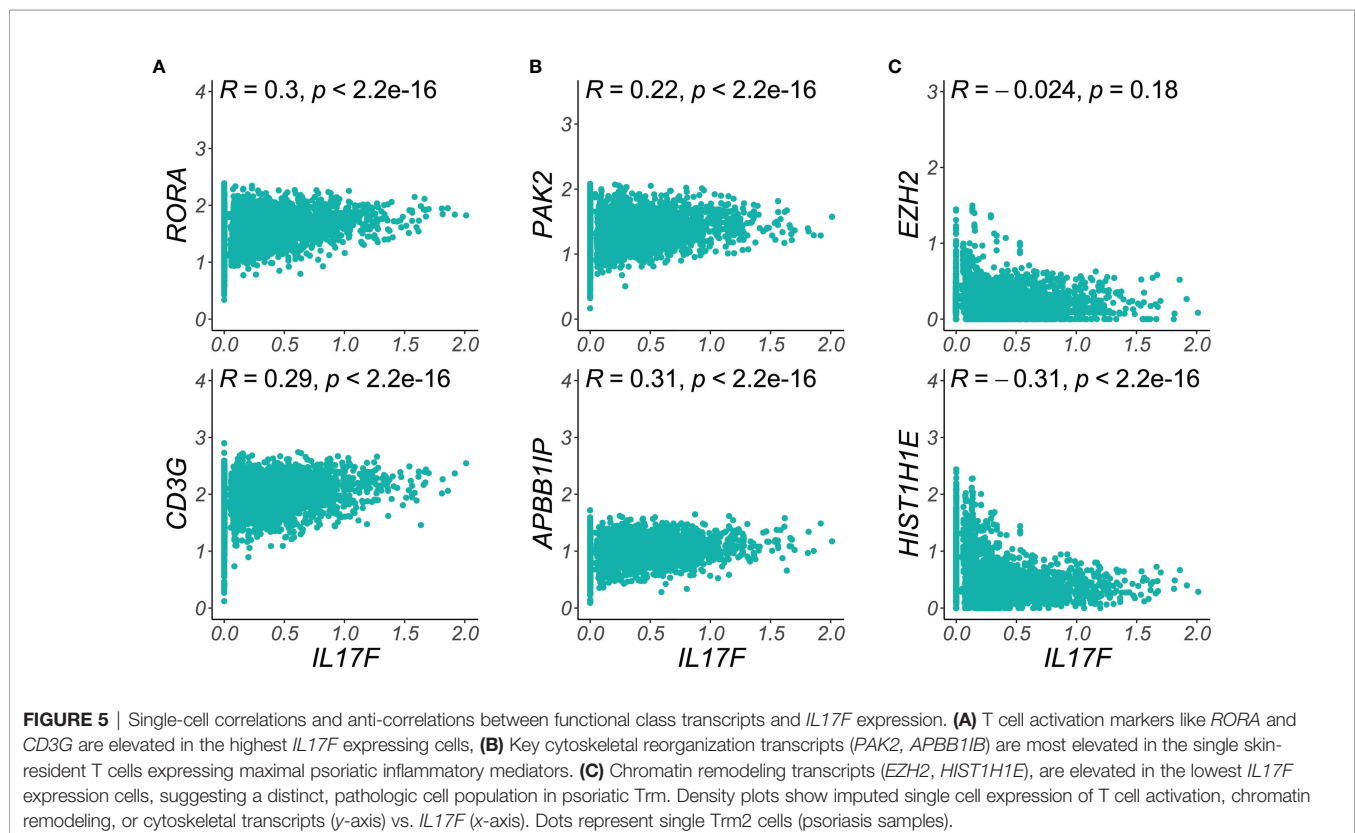 A
B
C
R = 0.3, p < 2.2e-16
4
3
2
1
0
RORA
0.0 0.5 1.0 1.5 2.0
R = 0.22, p < 2.2e-16
3
2
1
0
PAK2
0.0 0.5 1.0 1.5 2.0
R = – 0.024, p = 0.18
3
2
1
0
EZH2
0.0 0.5 1.0 1.5 2.0
R = 0.29, p < 2.2e-16
4
3
2
1
0
CD3G
0.0 0.5 1.0 1.5 2.0
IL17F
R = 0.31, p < 2.2e-16
4
3
2
1
0
APBB1IP
0.0 0.5 1.0 1.5 2.0
IL17F
R = – 0.31, p < 2.2e-16
4
3
2
1
0
HIST1H1E
0.0 0.5 1.0 1.5 2.0
IL17F
FIGURE 5 | Single-cell correlations and anti-correlations between functional class transcripts and IL17F expression. (A) T cell activation markers like RORA and
CD3G are elevated in the highest IL17F expressing cells, (B) Key cytoskeletal reorganization transcripts (PAK2, APBB1IB) are most elevated in the single skin-
resident T cells expressing maximal psoriatic inflammatory mediators. (C) Chromatin remodeling transcripts (EZH2, HIST1H1E), are elevated in the lowest IL17F
expression cells, suggesting a distinct, pathologic cell population in psoriatic Trm. Density plots show imputed single cell expression of T cell activation, chromatin
remodeling, or cytoskeletal transcripts (y-axis) vs. IL17F (x-axis). Dots represent single Trm2 cells (psoriasis samples).